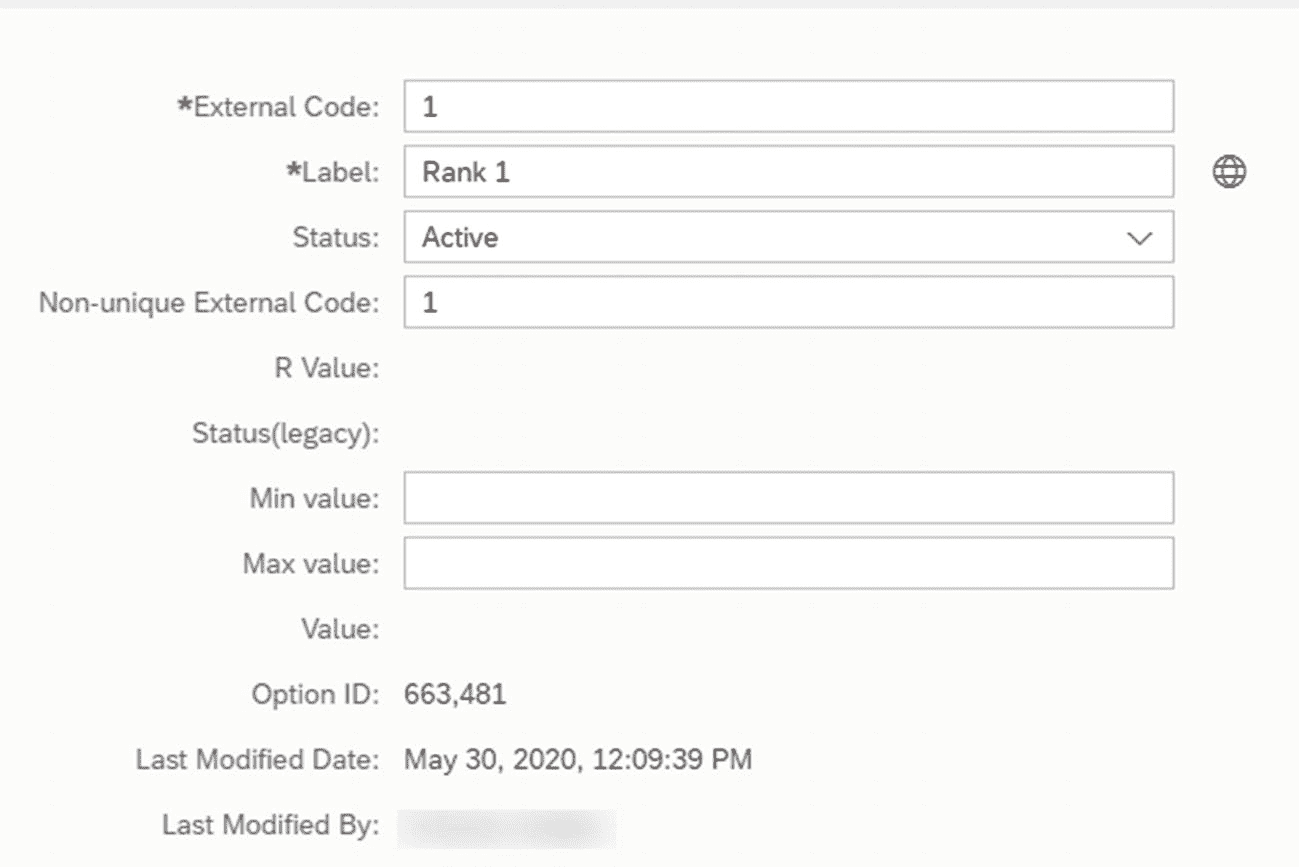 *External Code: 1
*Label: Rank 1
Status: Active
Non-unique External Code: 1
R Value:
Status(legacy):
Min value:
Max value:
Value:
Option ID: 663,481
Last Modified Date: May 30, 2020, 12:09:39 PM
Last Modified By: